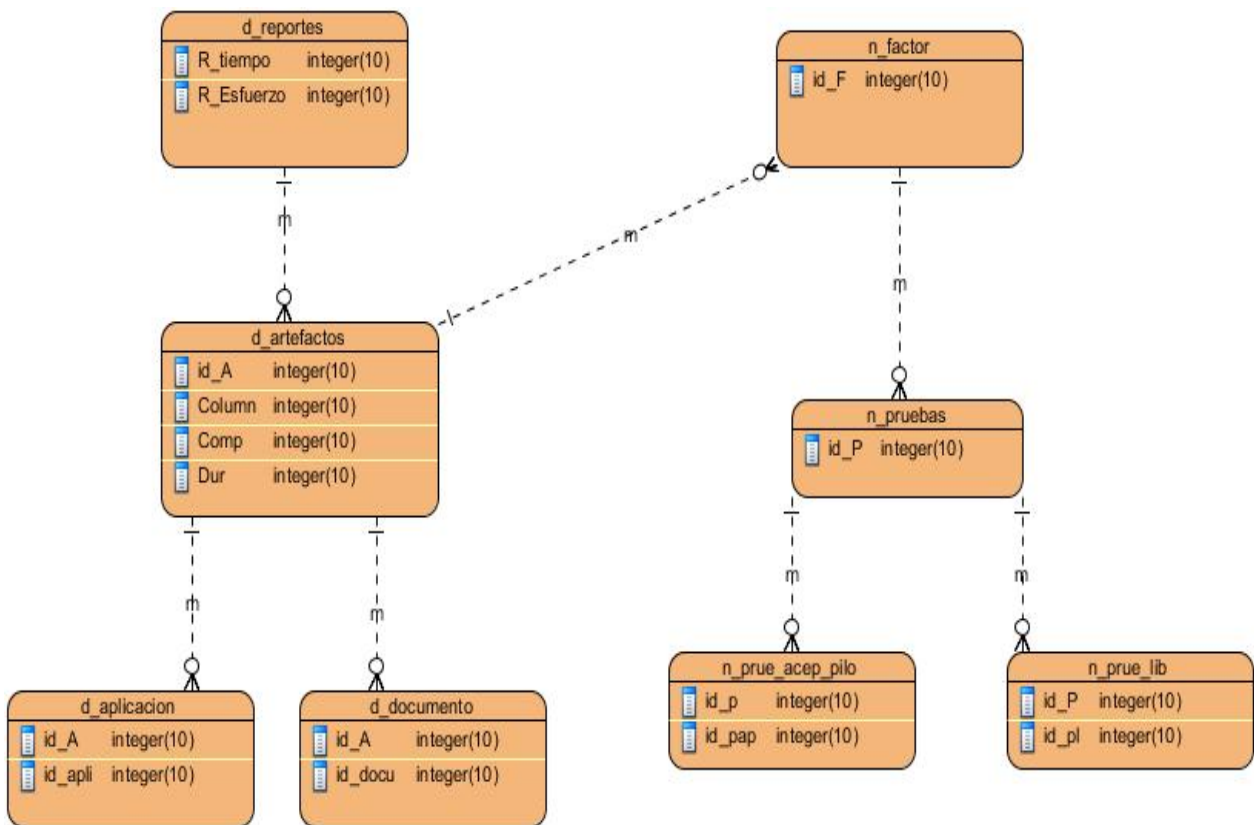 d_reportes
R_tiempo integer(10)
R_Esfuerzo integer(10)
n_factor
id_F integer(10)
m
m
m
d_artefactos
id_A integer(10)
Column integer(10)
Comp integer(10)
Dur integer(10)
n_pruebas
id_P integer(10)
m
m
m
m
d_aplicacion
id_A integer(10)
id_apli integer(10)
d_documento
id_A integer(10)
id_docu integer(10)
n_prue_acep_pilo
id_p integer(10)
id_pap integer(10)
n_prue_lib
id_P integer(10)
id_pl integer(10)